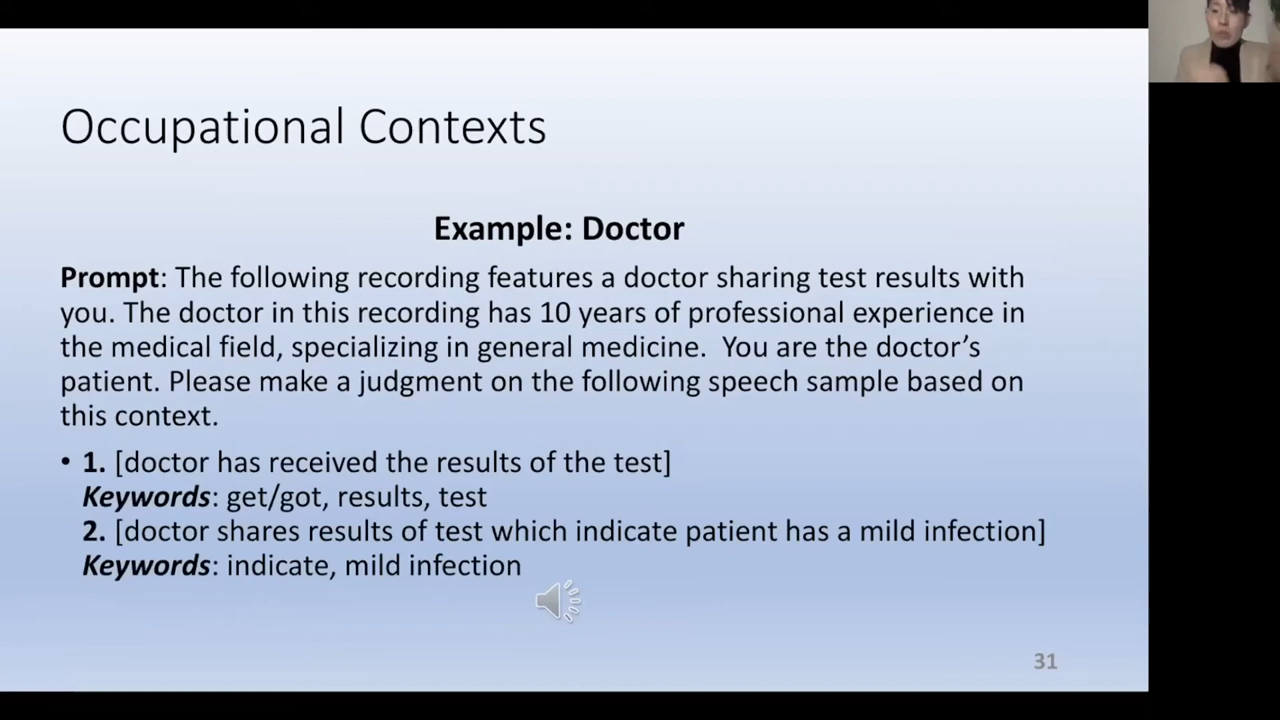 Occupational Contexts
Example: Doctor
Prompt: The following recording features a doctor sharing test results with
you. The doctor in this recording has 10 years of professional experience in
the medical field, specializing in general medicine.  You are the doctor’s
patient. Please make a judgment on the following speech sample based on
this context.
• 1. [doctor has received the results of the test]
Keywords: get/got, results, test
2. [doctor shares results of test which indicate patient has a mild infection]
Keywords: indicate, mild infection
31